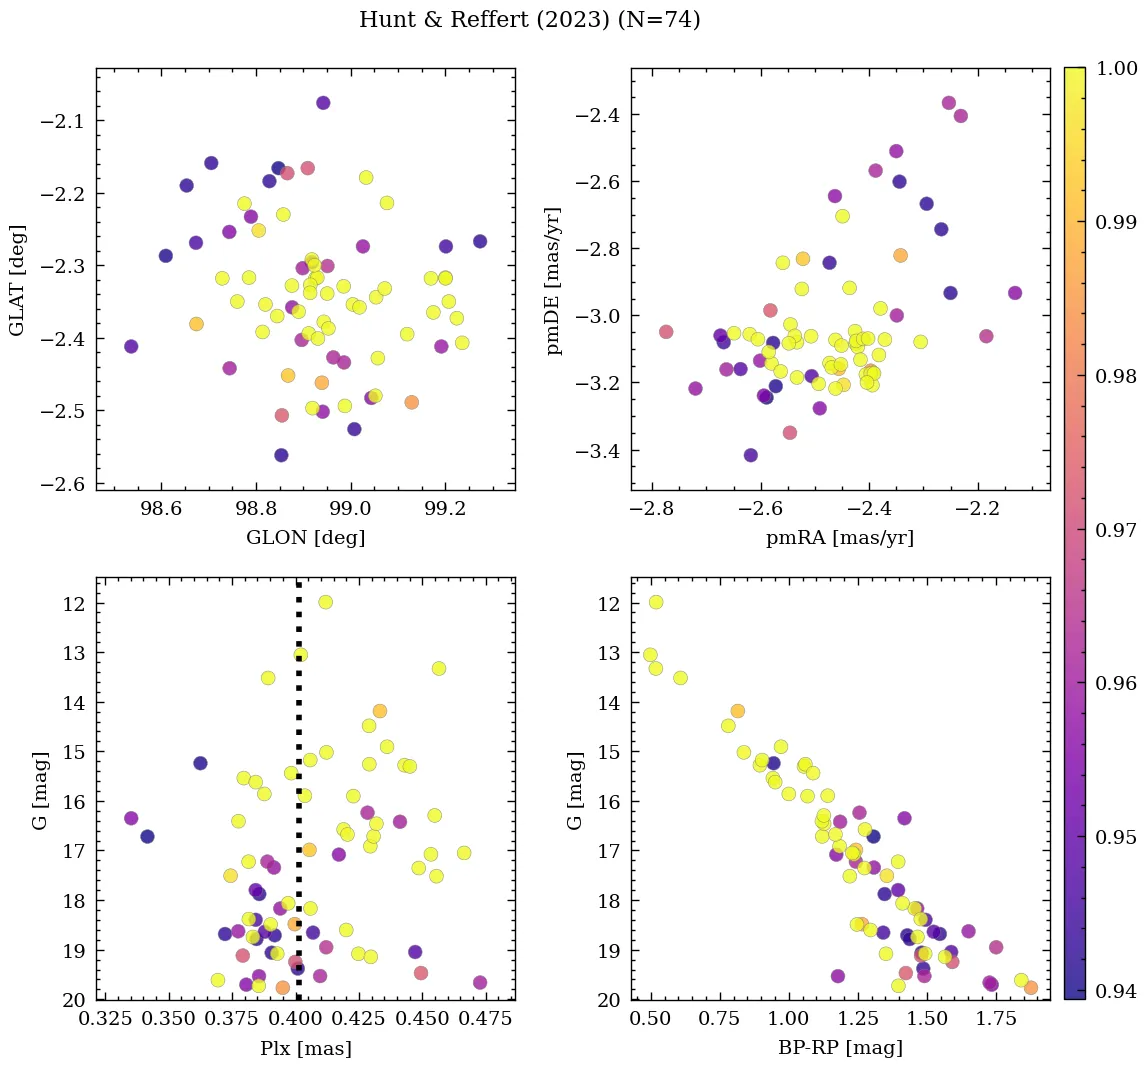 Hunt & Reffert (2023) (N=74)
GLAT [deg]
−2.1
−2.2
−2.3
−2.4
−2.5
−2.6
98.6 98.8 99.0 99.2
GLON [deg]
pmDE [mas/yr]
−2.4
−2.6
−2.8
−3.0
−3.2
−3.4
−2.8 −2.6 −2.4 −2.2
pmRA [mas/yr]
G [mag]
12
13
14
15
16
17
18
19
20
0.325 0.350 0.375 0.400 0.425 0.450 0.475
Plx [mas]
G [mag]
12
13
14
15
16
17
18
19
20
0.50 0.75 1.00 1.25 1.50 1.75
BP-RP [mag]
1.00
0.99
0.98
0.97
0.96
0.95
0.94